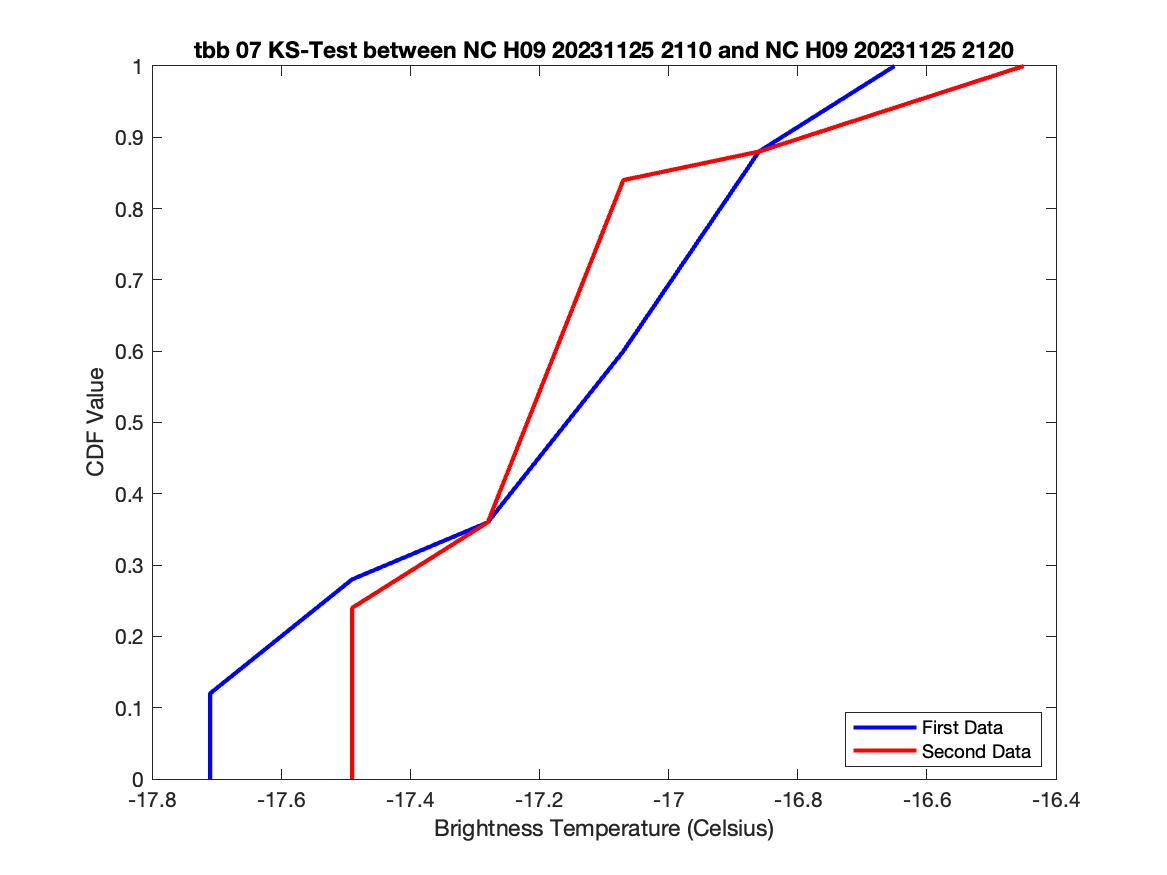 tbb 07 KS-Test between NC H09 20231125 2110 and NC H09 20231125 2120
1
0.9
0.8
0.7
0.6
0.5
0.4
0.3
0.2
0.1
0
CDF Value
First Data
Second Data
-17.8 -17.6 -17.4 -17.2 -17 -16.8 -16.6 -16.4
Brightness Temperature (Celsius)